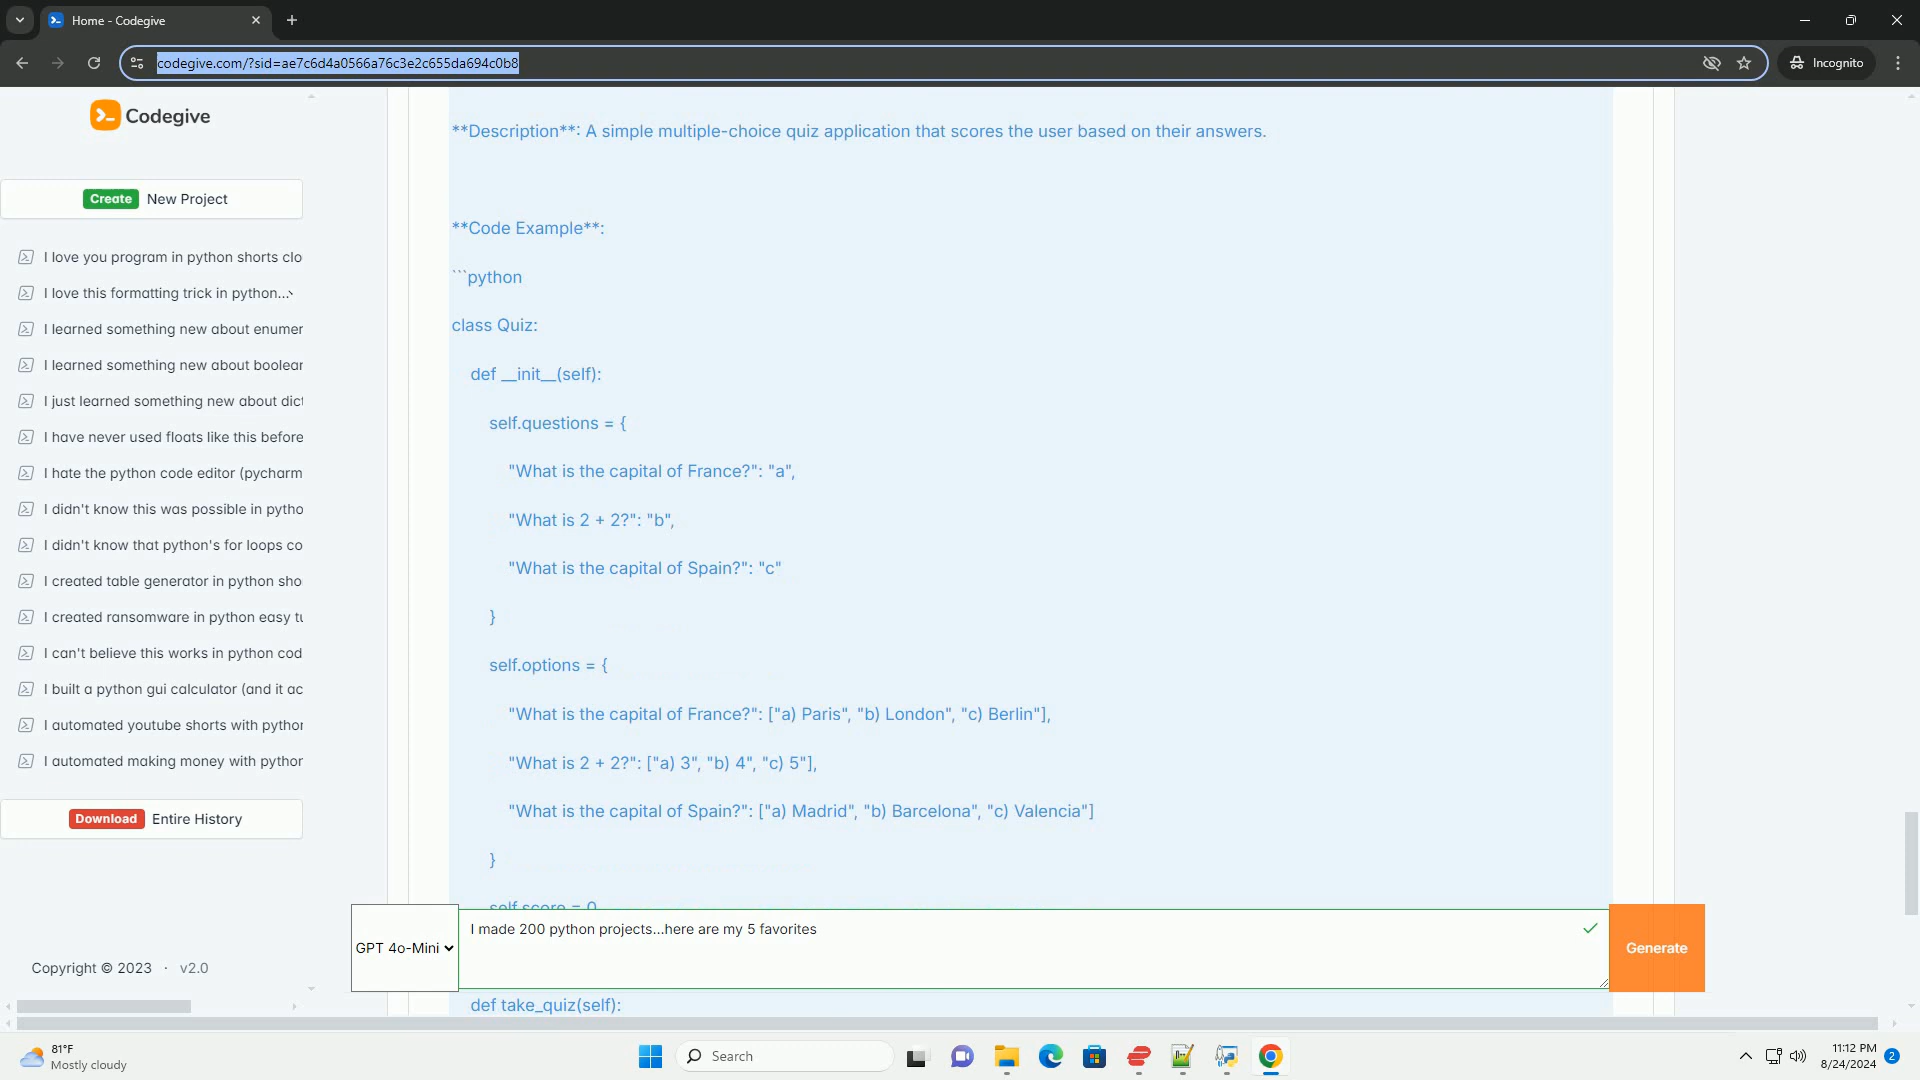 Home - Codegive
codegive.com/?sid=ae7c6d4a0566a76c3e2c655da694c0b8
Incognito
Codegive
Create New Project
I love you program in python shorts clo
I love this formatting trick in python...
I learned something new about enumer
I learned something new about boolear
I just learned something new about dict
I have never used floats like this before
I hate the python code editor (pycharm
I didn't know this was possible in pytho
I didn't know that python's for loops co
I created table generator in python sho
I created ransomware in python easy tu
I can't believe this works in python cod
I built a python gui calculator (and it ac
I automated youtube shorts with python
I automated making money with python
Download Entire History
Copyright © 2023 · v2.0
**Description**: A simple multiple-choice quiz application that scores the user based on their answers.
**Code Example**:
```python
class Quiz:
def __init__(self):
self.questions = {
"What is the capital of France?": "a",
"What is 2 + 2?": "b",
"What is the capital of Spain?": "c"
}
self.options = {
"What is the capital of France?": ["a) Paris", "b) London", "c) Berlin"],
"What is 2 + 2?": ["a) 3", "b) 4", "c) 5"],
"What is the capital of Spain?": ["a) Madrid", "b) Barcelona", "c) Valencia"]
}
self.score = 0
GPT 4o-Mini
I made 200 python projects...here are my 5 favorites
Generate
def take_quiz(self):
81°F
Mostly cloudy
Search
11:12 PM
8/24/2024
2